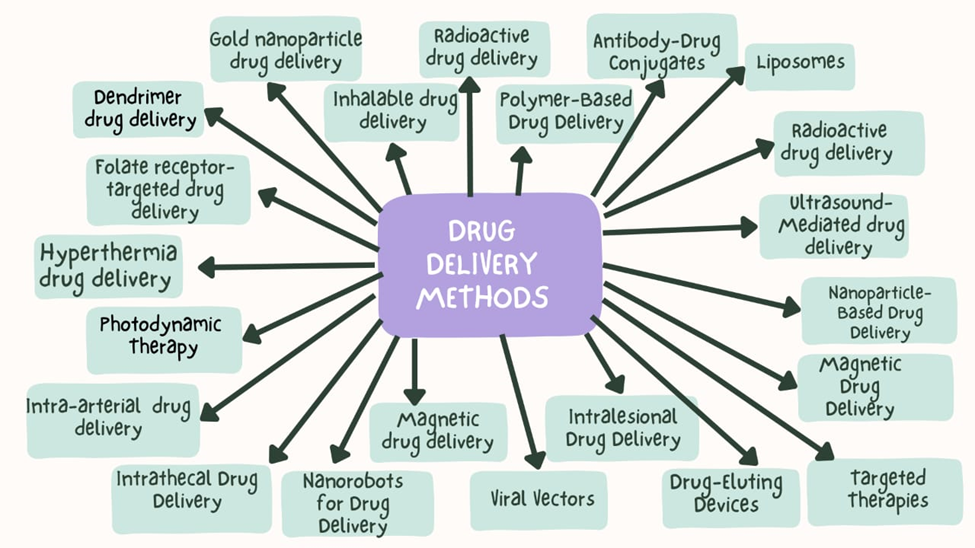 Gold nanoparticle
drug delivery
Radioactive
drug delivery
Antibody-Drug
Conjugates
Liposomes
Dendrimer
drug delivery
Inhalable drug
delivery
Polymer-Based
Drug Delivery
Radioactive
drug delivery
Folate receptor-
targeted drug
delivery
Ultrasound-
Mediated drug
delivery
DRUG
DELIVERY
METHODS
Hyperthermia
drug delivery
Nanoparticle-
Based Drug
Delivery
Photodynamic
therapy
Magnetic
Drug
Delivery
Intra-arterial drug
delivery
Magnetic
drug delivery
Intralesional
Drug Delivery
Intrathecal Drug
Delivery
Nanorobots
for Drug
Delivery
Viral Vectors
Drug-Eluting
Devices
Targeted
Therapies